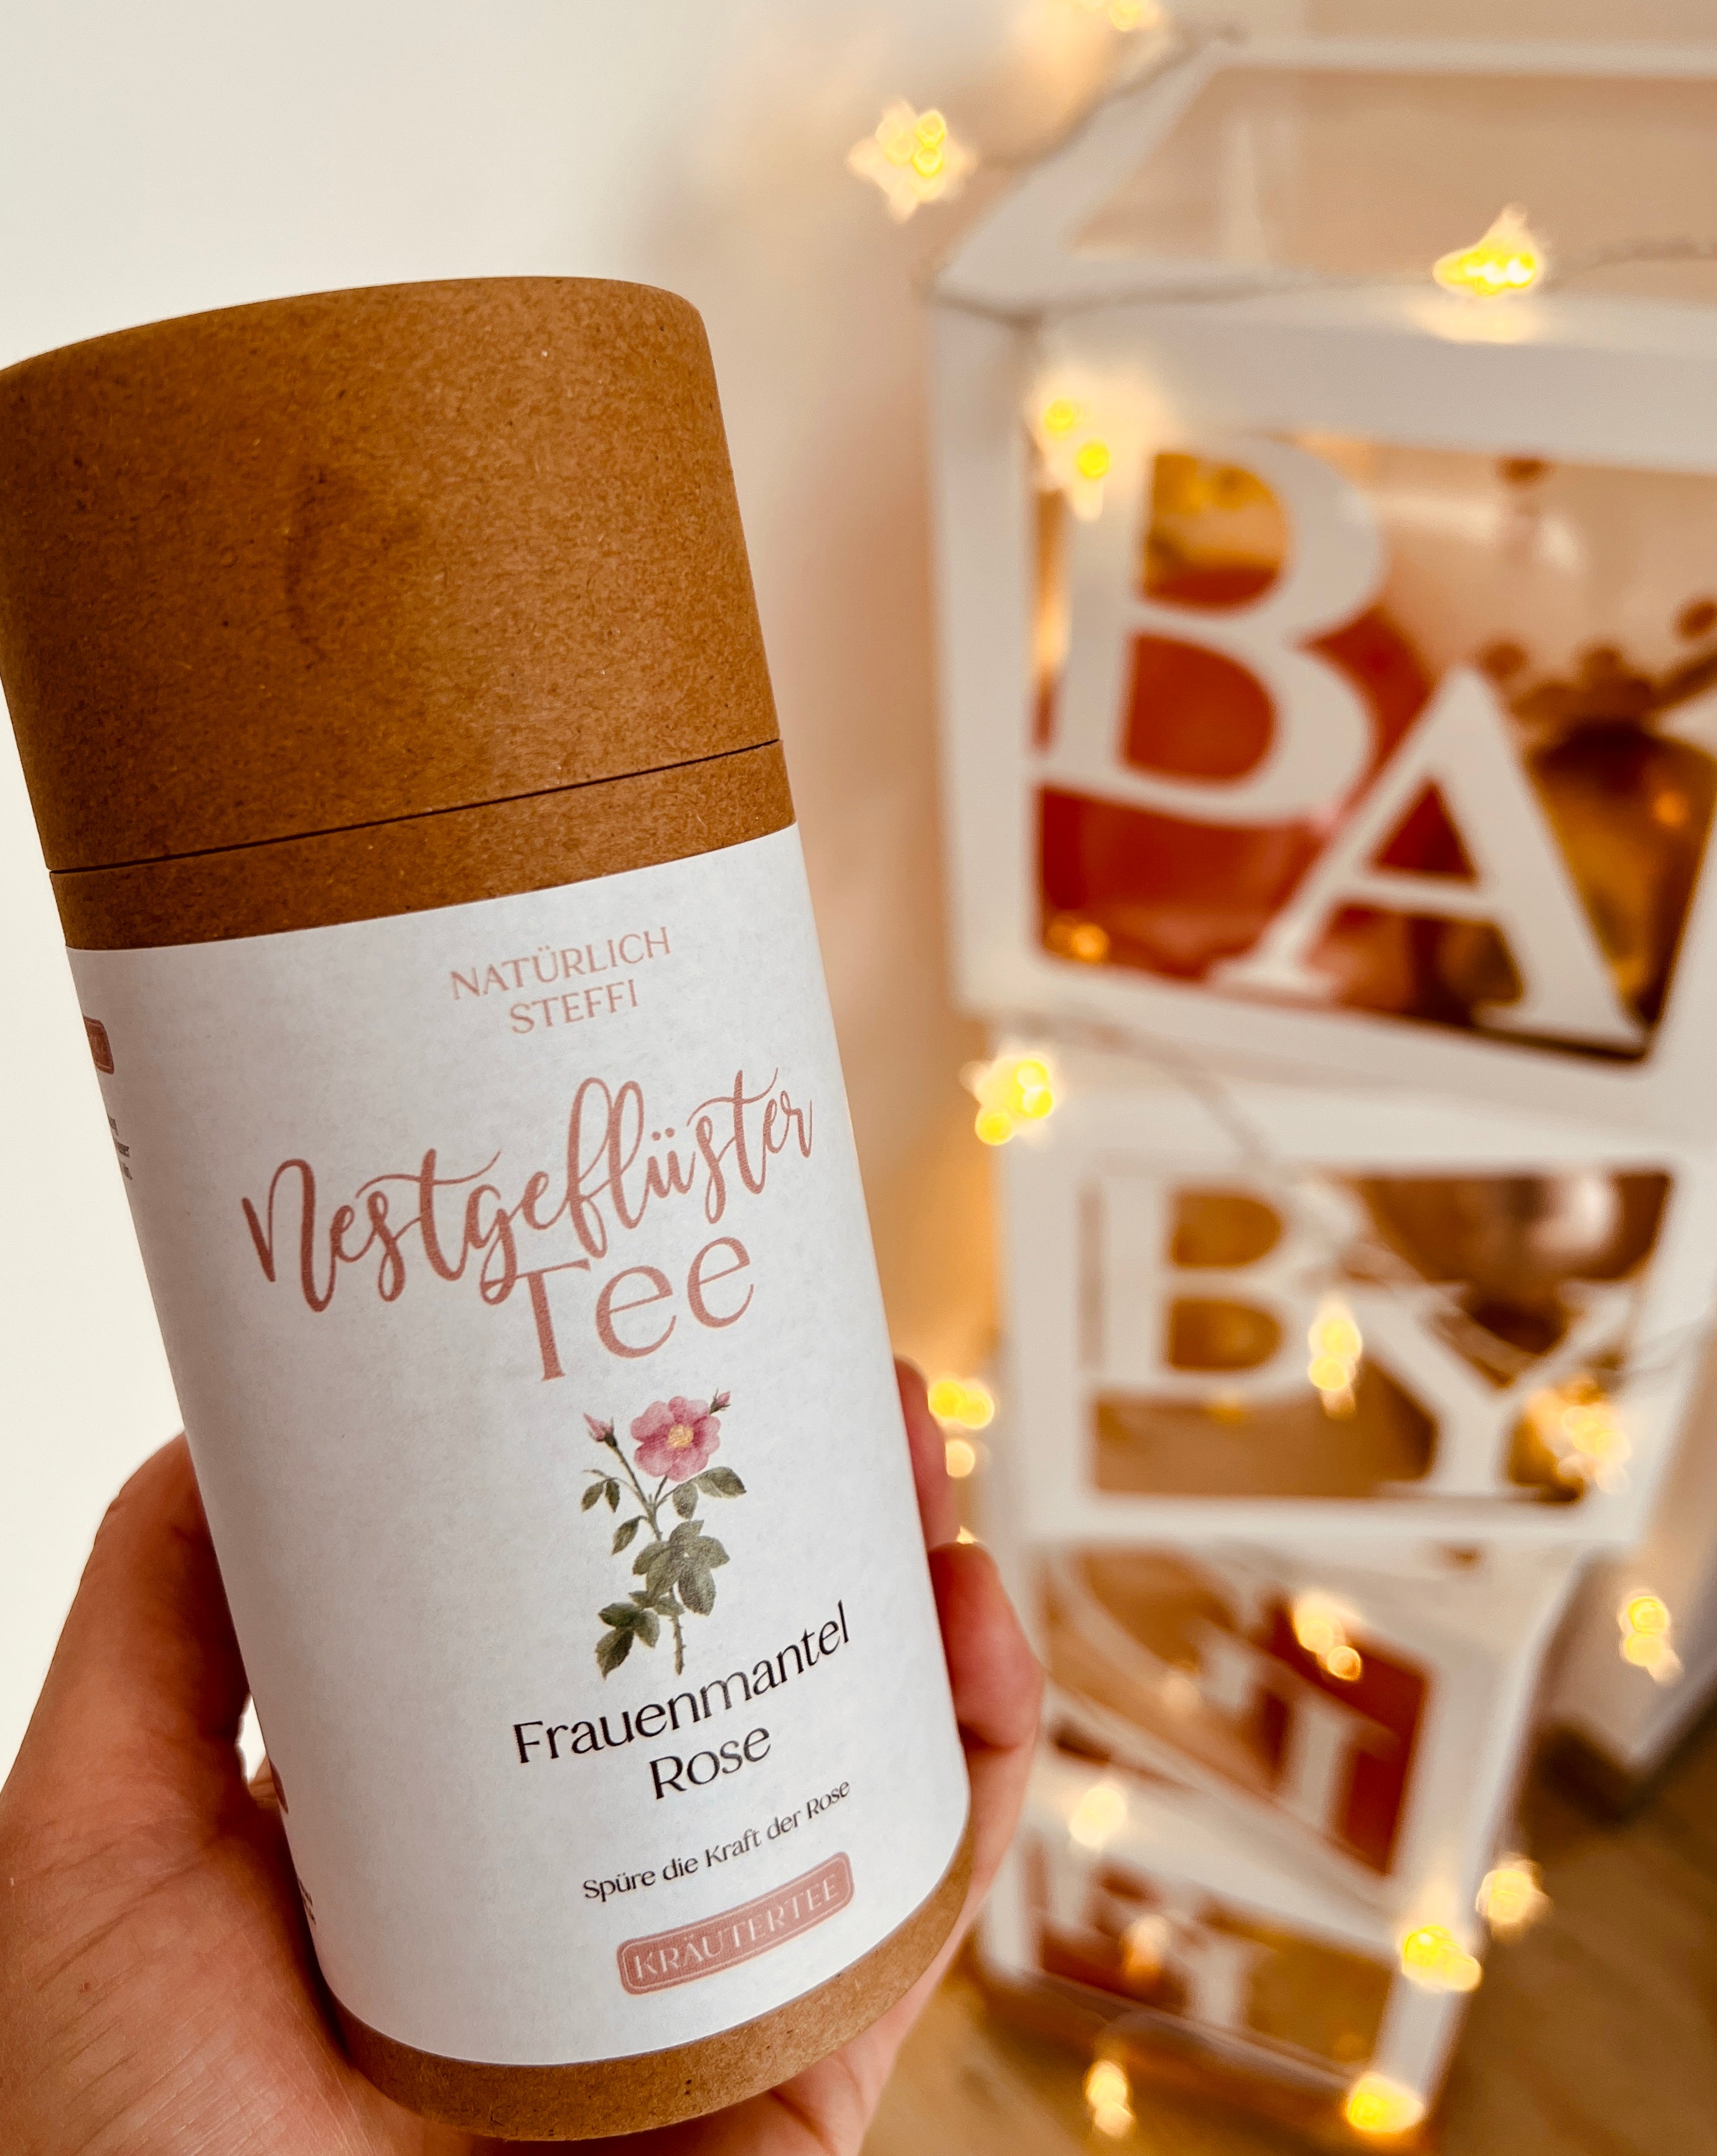 NATÜRLICH
STEFFI
Nestgeflüster
Tee
Frauenmantel
Rose
Spüre die Kraft der Rose
KRÄUTERTEE
BA
BY